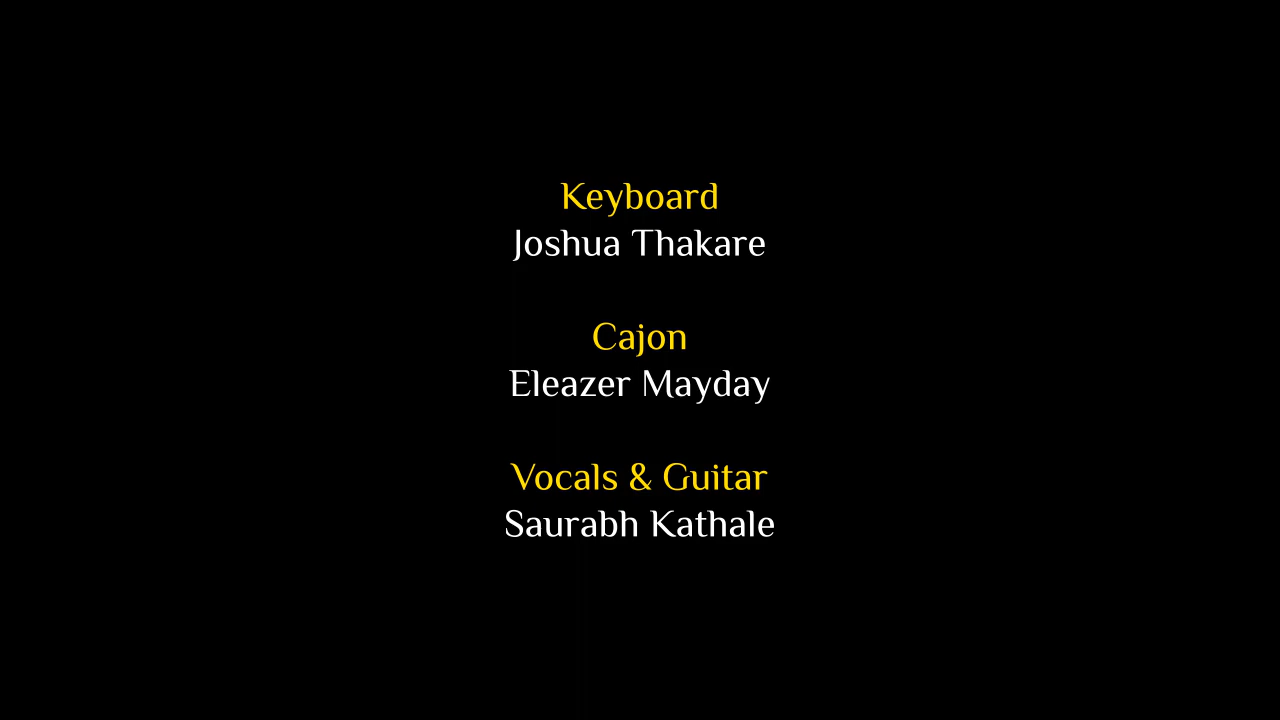 Keyboard
Joshua Thakare
Cajon
Eleazer Mayday
Vocals & Guitar
Saurabh Kathale